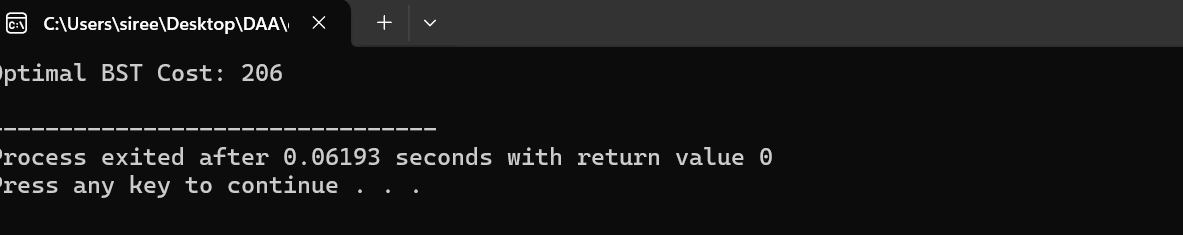 C:\Users\siree\Desktop\DAA\
Optimal BST Cost: 206
--------------------------------
Process exited after 0.06193 seconds with return value 0
Press any key to continue . . .